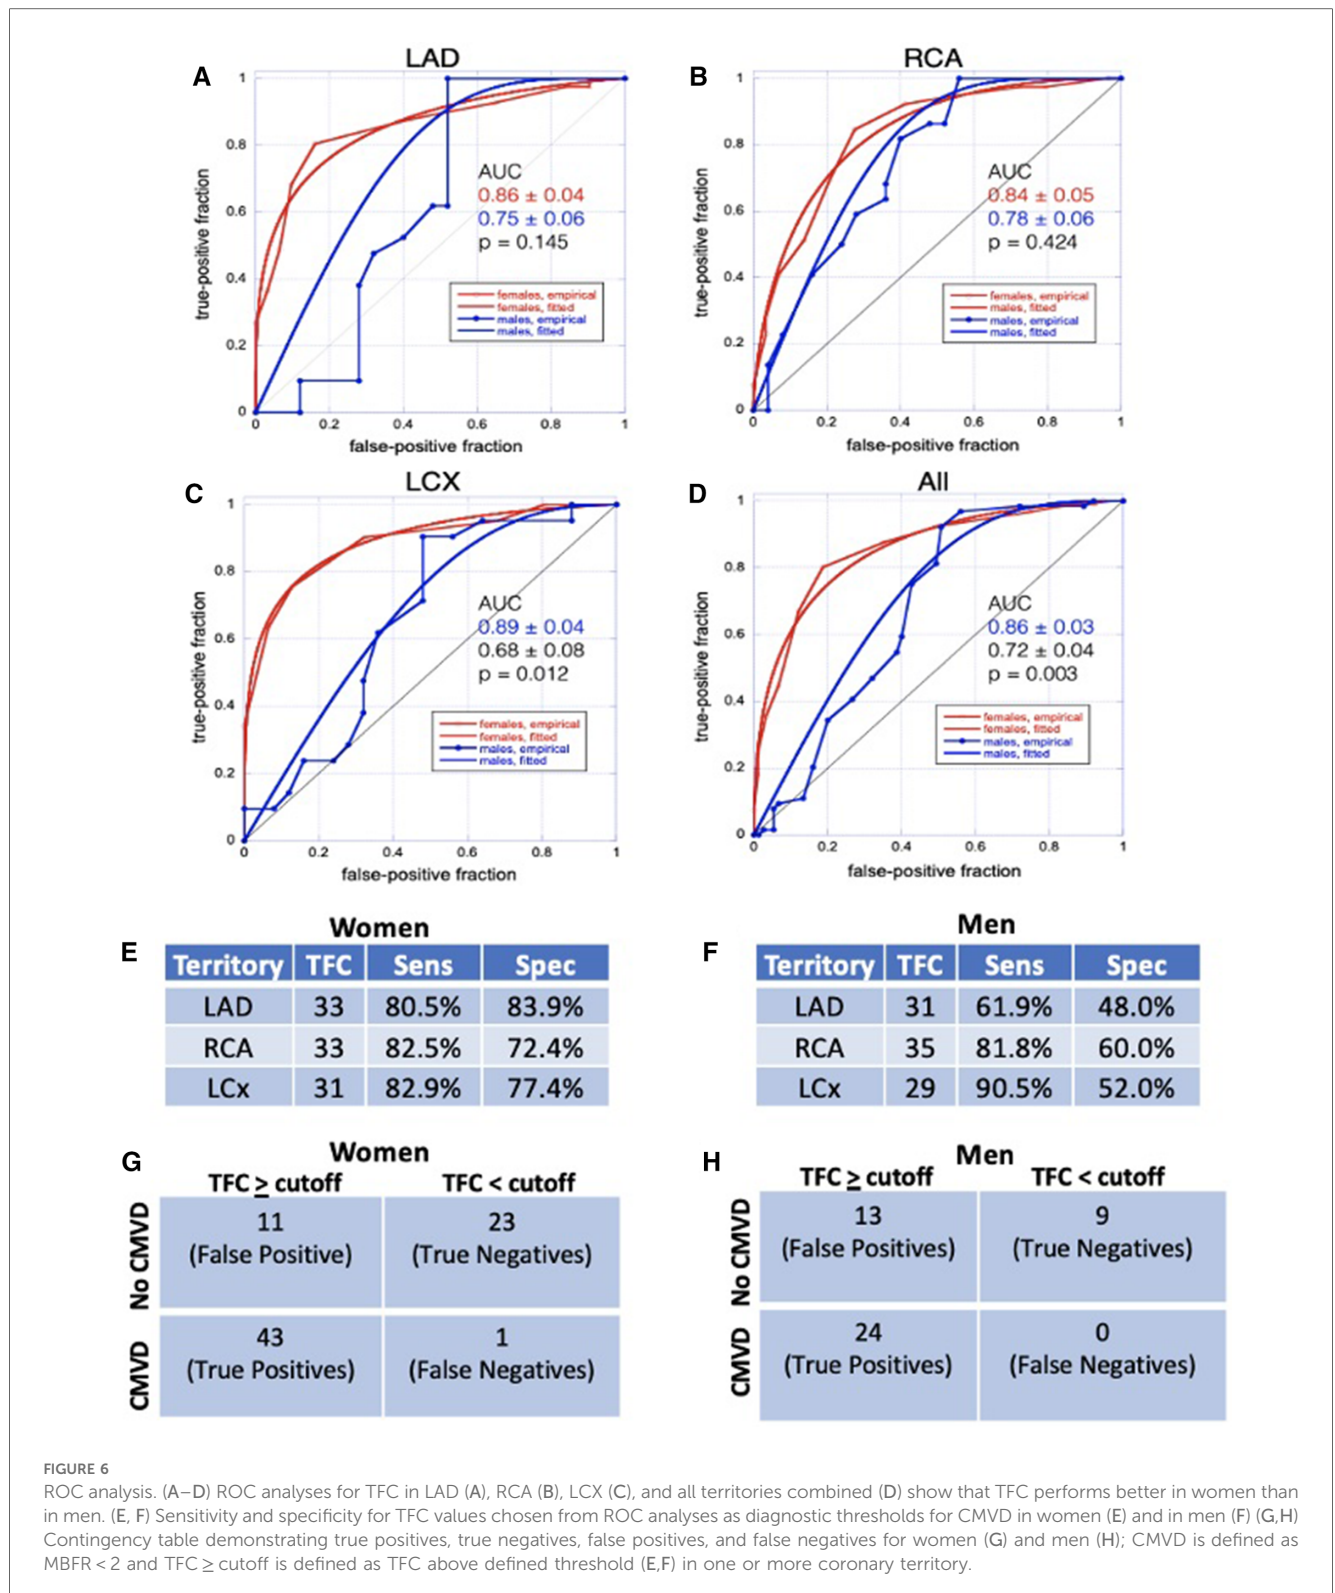 A
LAD
1
0.8
0.6
0.4
0.2
0
0
0.2
0.4
0.6
0.8
1
true-positive fraction
false-positive fraction
AUC
0.86 ± 0.04
0.75 ± 0.06
p = 0.145
females, empirical
females, fitted
males, empirical
males, fitted
B
RCA
1
0.8
0.6
0.4
0.2
0
0
0.2
0.4
0.6
0.8
1
true-positive fraction
false-positive fraction
AUC
0.84 ± 0.05
0.78 ± 0.06
p = 0.424
females, empirical
males, fitted
males, empirical
males, fitted
C
LCX
1
0.8
0.6
0.4
0.2
0
0
0.2
0.4
0.6
0.8
1
true-positive fraction
false-positive fraction
AUC
0.89 ± 0.04
0.68 ± 0.08
p = 0.012
females, empirical
females, fitted
males, empirical
males, fitted
D
All
1
0.8
0.6
0.4
0.2
0
0
0.2
0.4
0.6
0.8
1
true-positive fraction
false-positive fraction
AUC
0.86 ± 0.03
0.72 ± 0.04
p = 0.003
females, empirical
females, fitted
males, empirical
males, fitted
E
Women
Territory TFC Sens Spec
LAD 33 80.5% 83.9%
RCA 33 82.5% 72.4%
LCx 31 82.9% 77.4%
F
Men
Territory TFC Sens Spec
LAD 31 61.9% 48.0%
RCA 35 81.8% 60.0%
LCx 29 90.5% 52.0%
G
Women
TFC ≥ cutoff TFC < cutoff
No CMVD
11 23
(False Positive) (True Negatives)
CMVD
43 1
(True Positives) (False Negatives)
H
Men
TFC ≥ cutoff TFC < cutoff
No CMVD
13 9
(False Positives) (True Negatives)
CMVD
24 0
(True Positives) (False Negatives)
FIGURE 6
ROC analysis. (A–D) ROC analyses for TFC in LAD (A), RCA (B), LCX (C), and all territories combined (D) show that TFC performs better in women than
in men. (E, F) Sensitivity and specificity for TFC values chosen from ROC analyses as diagnostic thresholds for CMVD in women (E) and in men (F) (G,H)
Contingency table demonstrating true positives, true negatives, false positives, and false negatives for women (G) and men (H); CMVD is defined as
MBFR < 2 and TFC ≥ cutoff is defined as TFC above defined threshold (E,F) in one or more coronary territory.